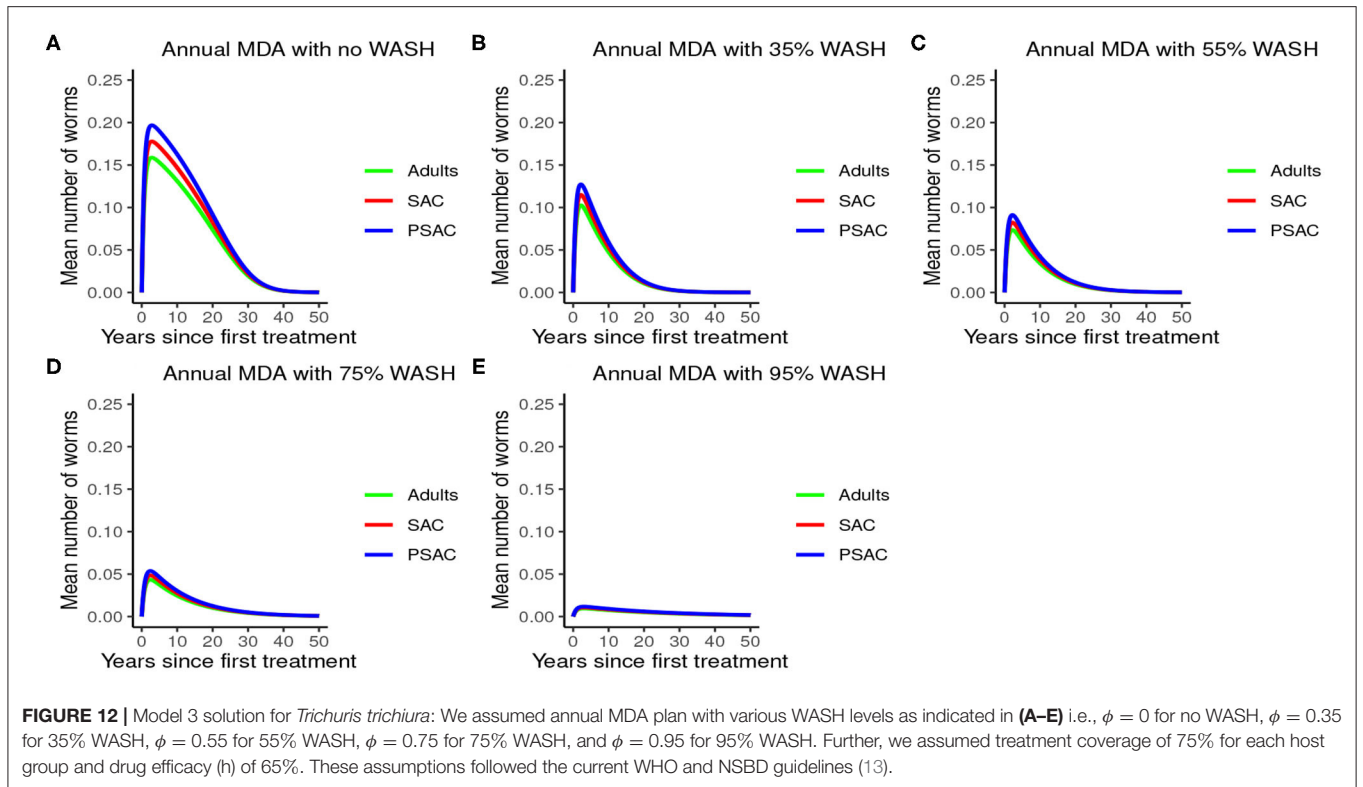 A
Annual MDA with no WASH
Mean number of worms
0.25
0.20
0.15
0.10
0.05
0.00
0 10 20 30 40 50
Years since first treatment
Adults
SAC
PSAC
B
Annual MDA with 35% WASH
Mean number of worms
0.25
0.20
0.15
0.10
0.05
0.00
0 10 20 30 40 50
Years since first treatment
Adults
SAC
PSAC
C
Annual MDA with 55% WASH
Mean number of worms
0.25
0.20
0.15
0.10
0.05
0.00
0 10 20 30 40 50
Years since first treatment
Adults
SAC
PSAC
D
Annual MDA with 75% WASH
Mean number of worms
0.25
0.20
0.15
0.10
0.05
0.00
0 10 20 30 40 50
Years since first treatment
Adults
SAC
PSAC
E
Annual MDA with 95% WASH
Mean number of worms
0.25
0.20
0.15
0.10
0.05
0.00
0 10 20 30 40 50
Years since first treatment
Adults
SAC
PSAC
FIGURE 12 | Model 3 solution for Trichuris trichiura: We assumed annual MDA plan with various WASH levels as indicated in (A–E) i.e., ϕ = 0 for no WASH, ϕ = 0.35
for 35% WASH, ϕ = 0.55 for 55% WASH, ϕ = 0.75 for 75% WASH, and ϕ = 0.95 for 95% WASH. Further, we assumed treatment coverage of 75% for each host
group and drug efficacy (h) of 65%. These assumptions followed the current WHO and NSBD guidelines (13).